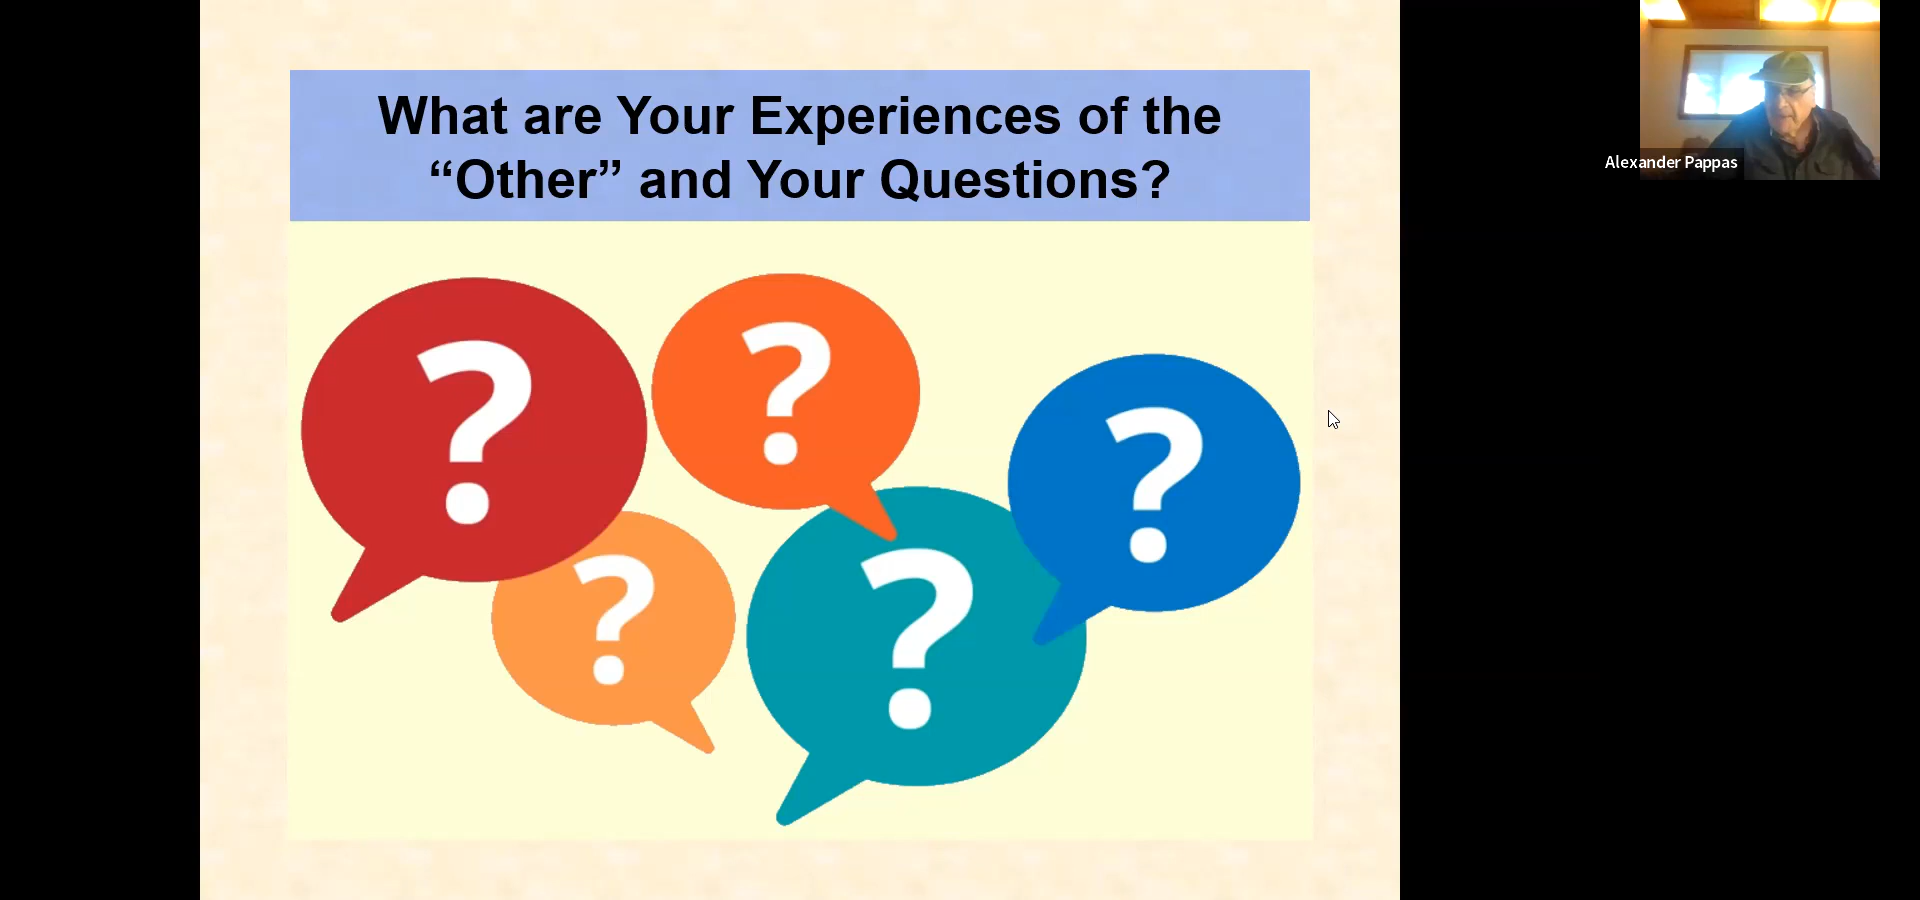 What are Your Experiences of the
“Other” and Your Questions?
?
?
?
?
?
Alexander Pappas